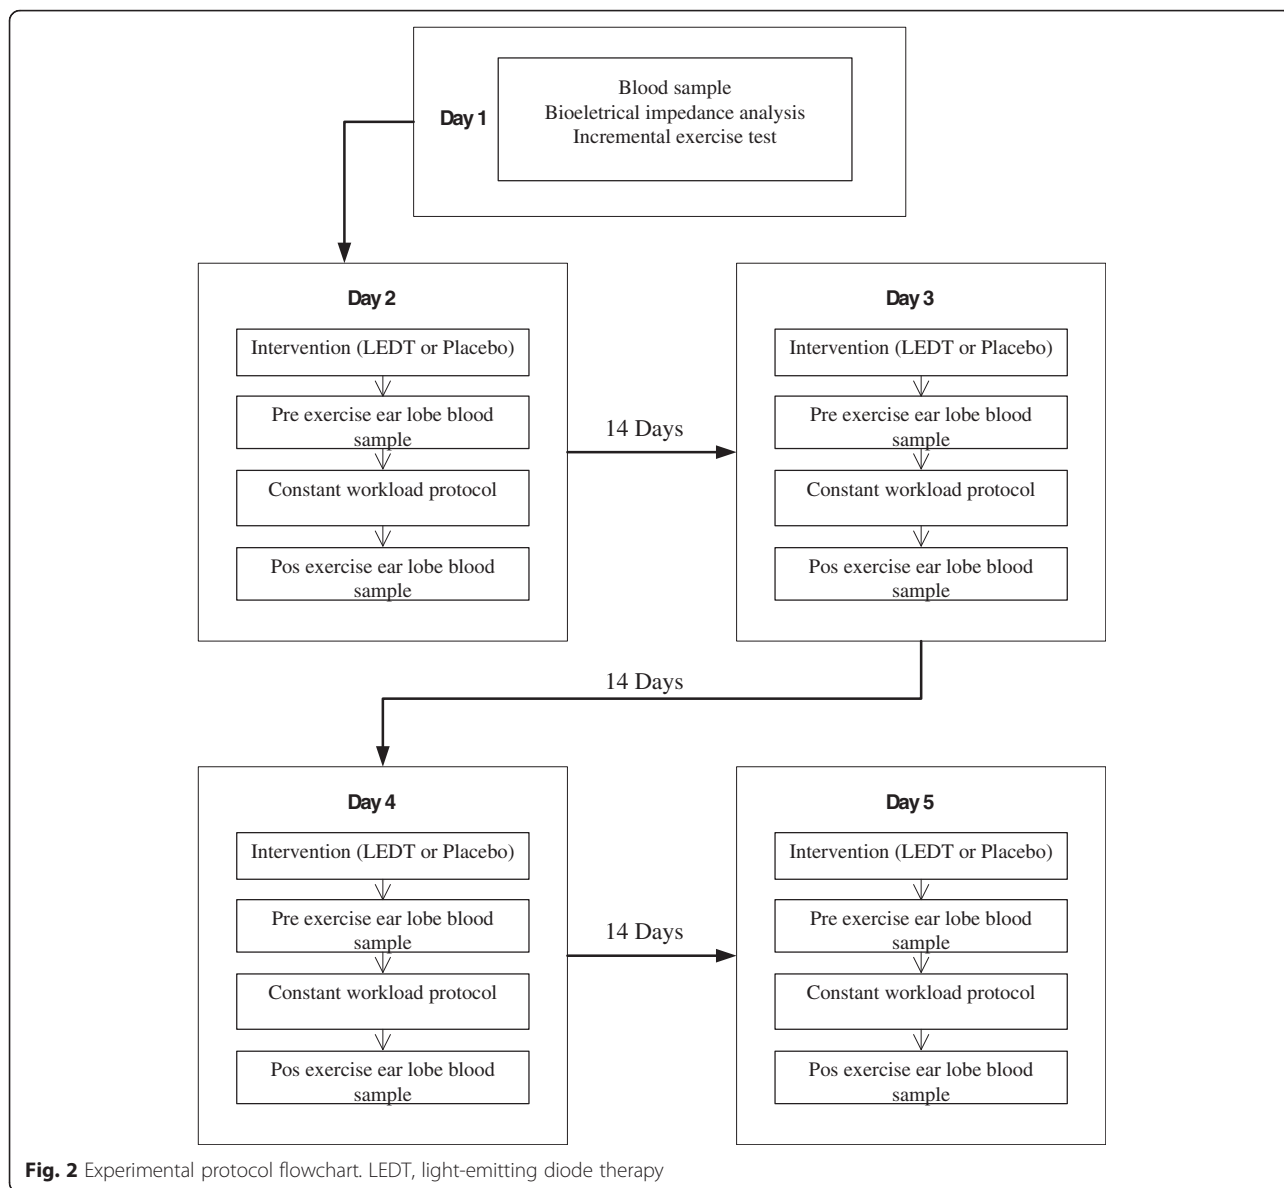 Day 1
Blood sample
Bioeletrical impedance analysis
Incremental exercise test
Day 2
Intervention (LEDT or Placebo)
Pre exercise ear lobe blood
sample
Constant workload protocol
Pos exercise ear lobe blood
sample
14 Days
Day 3
Intervention (LEDT or Placebo)
Pre exercise ear lobe blood
sample
Constant workload protocol
Pos exercise ear lobe blood
sample
14 Days
Day 4
Intervention (LEDT or Placebo)
Pre exercise ear lobe blood
sample
Constant workload protocol
Pos exercise ear lobe blood
sample
14 Days
Day 5
Intervention (LEDT or Placebo)
Pre exercise ear lobe blood
sample
Constant workload protocol
Pos exercise ear lobe blood
sample
Fig. 2 Experimental protocol flowchart. LEDT, light-emitting diode therapy